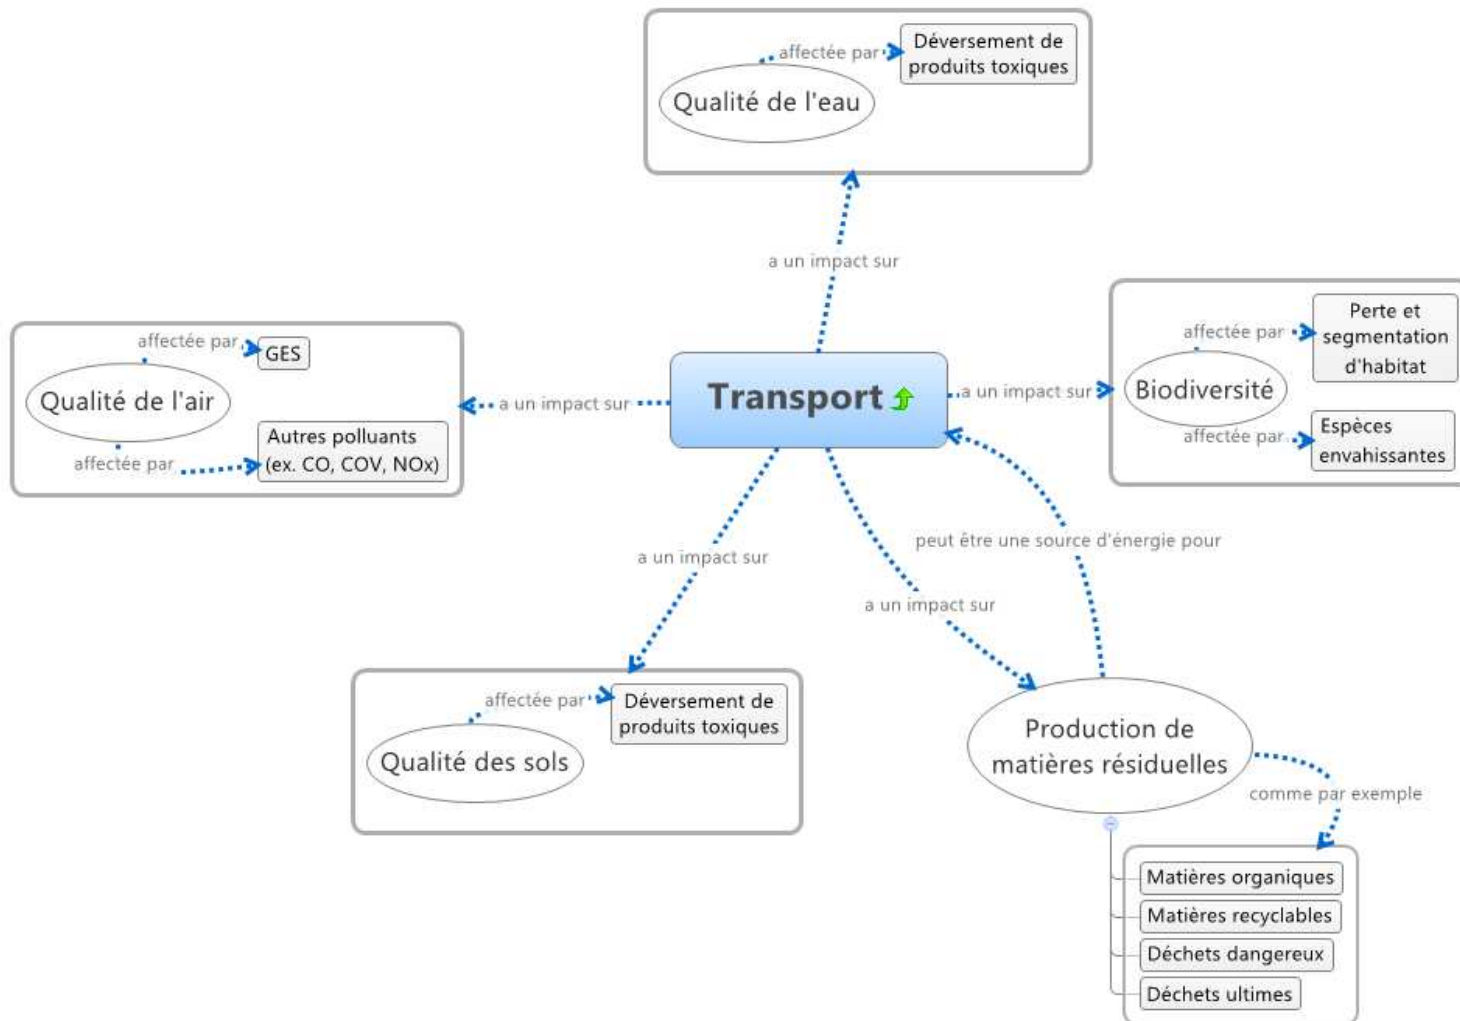 affectée par
Déversement de
produits toxiques
Qualité de l'eau
a un impact sur
affectée par
GES
Qualité de l'air
affectée par
Autres polluants
(ex. CO, COV, NOx)
a un impact sur
Transport
a un impact sur
affectée par
Perte et
segmentation
d'habitat
Biodiversité
affectée par
Espèces
envahissantes
a un impact sur
peut être une source d'énergie pour
a un impact sur
affectée par
Déversement de
produits toxiques
Qualité des sols
Production de
matières résiduelles
comme par exemple
Matières organiques
Matières recyclables
Déchets dangereux
Déchets ultimes